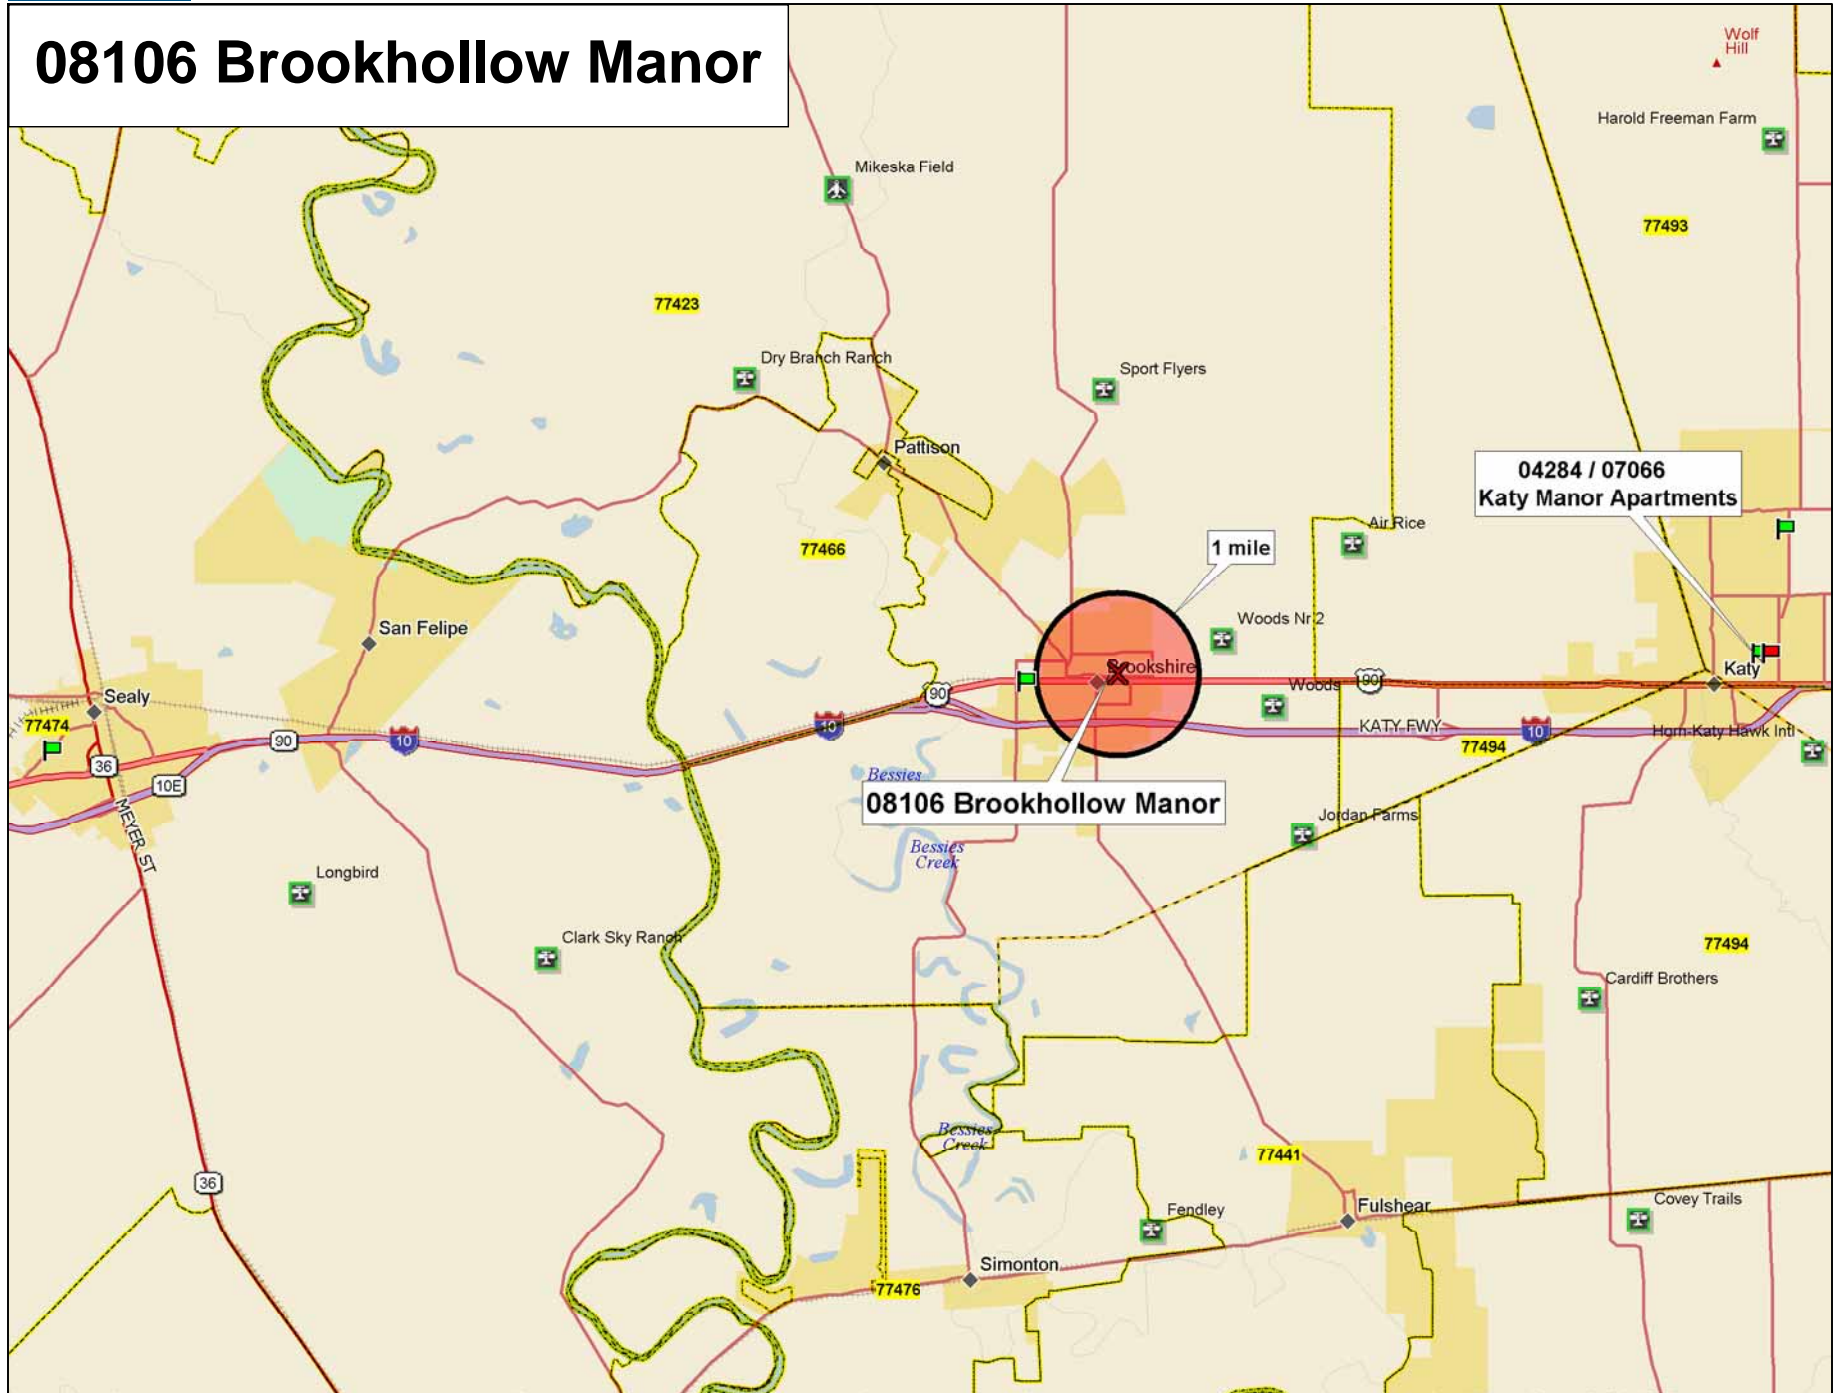 08106 Brookhollow Manor
Wolf
Hill
Harold Freeman Farm
Mikeska Field
77493
77423
Dry Branch Ranch
Sport Flyers
Pattison
04284 / 07066
Katy Manor Apartments
Air Rice
1 mile
77466
Woods Nr 2
San Felipe
Brookshire
Katy
Sealy
Woods
90
90
77474
KATY FWY
10
Horn-Katy Hawk Intl
90
10
10
77494
36
10E
Bessies
08106 Brookhollow Manor
MEYER ST
Jordan Farms
Bessies
Creek
Longbird
Clark Sky Ranch
77494
Cardiff Brothers
Bessies
Creek
77441
36
Covey Trails
Fulshear
Fendley
Simonton
77476